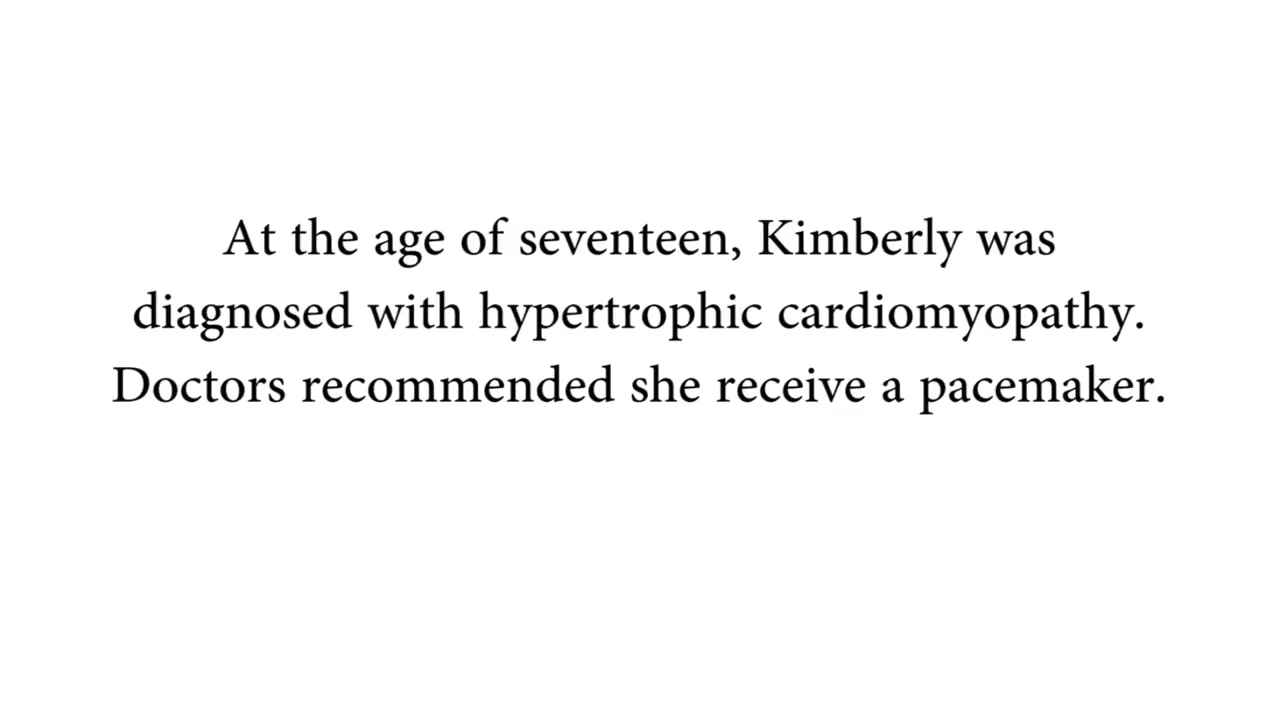 At the age of seventeen, Kimberly was
diagnosed with hypertrophic cardiomyopathy.
Doctors recommended she receive a pacemaker.